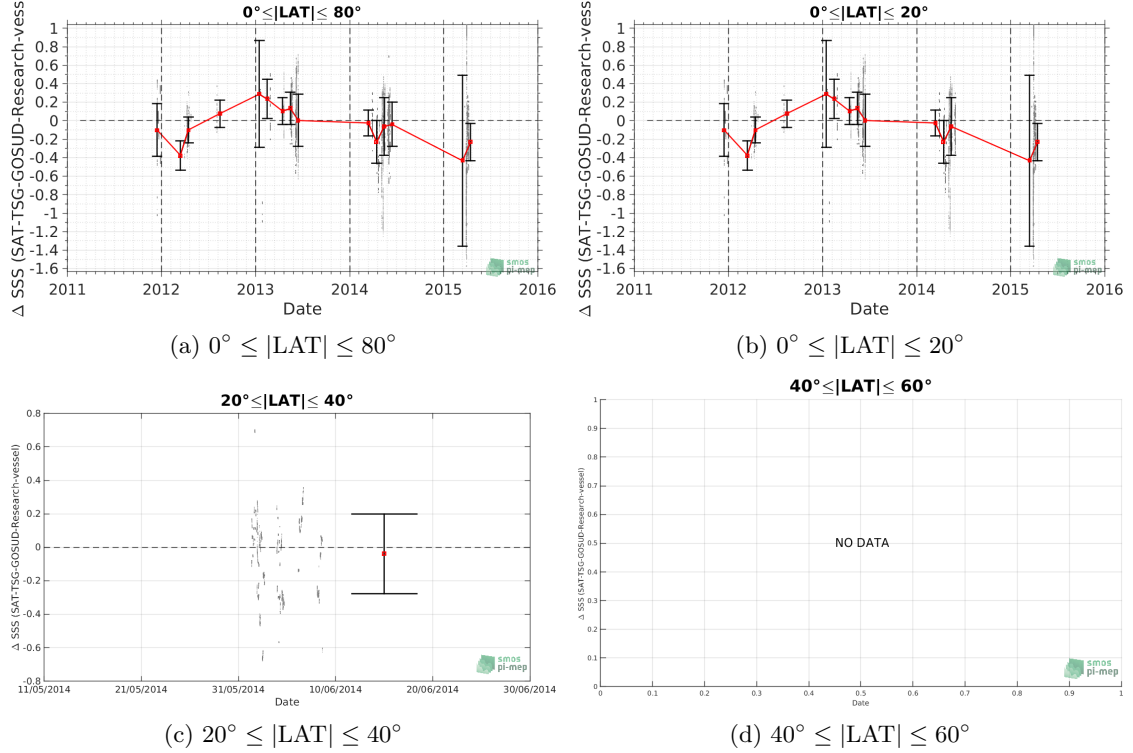 0°≤|LAT|≤ 80°
Δ SSS (SAT-TSG-GOSUD-Research-vess
1
0.8
0.6
0.4
0.2
0
-0.2
-0.4
-0.6
-0.8
-1
-1.2
-1.4
-1.6
2011 2012 2013 2014 2015 2016
Date
smos
pi-mep
(a) 0° ≤ |LAT| ≤ 80°
0°≤|LAT|≤ 20°
Δ SSS (SAT-TSG-GOSUD-Research-vess
1
0.8
0.6
0.4
0.2
0
-0.2
-0.4
-0.6
-0.8
-1
-1.2
-1.4
-1.6
2011 2012 2013 2014 2015 2016
Date
smos
pi-mep
(b) 0° ≤ |LAT| ≤ 20°
20°≤|LAT|≤ 40°
Δ SSS (SAT-TSG-GOSUD-Research-vessel)
0.8
0.6
0.4
0.2
0
-0.2
-0.4
-0.6
-0.8
11/05/2014 21/05/2014 31/05/2014 10/06/2014 20/06/2014 30/06/2014
Date
smos
pi-mep
(c) 20° ≤ |LAT| ≤ 40°
40°≤|LAT|≤ 60°
Δ SSS (SAT-TSG-GOSUD-Research-vessel)
1
0.9
0.8
0.7
0.6
0.5
0.4
0.3
0.2
0.1
0
NO DATA
0 0.1 0.2 0.3 0.4 0.5 0.6 0.7 0.8 0.9 1
Date
smos
pi-mep
(d) 40° ≤ |LAT| ≤ 60°